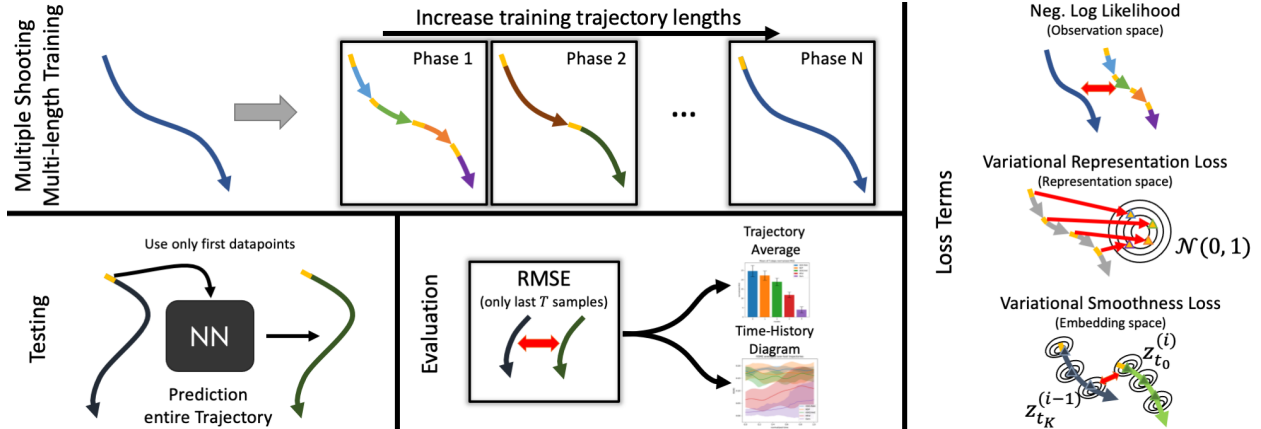 Multiple Shooting
Multi-length Training
Increase training trajectory lengths
Phase 1
Phase 2
...
Phase N
Testing
Use only first datapoints
NN
Prediction
entire Trajectory
Evaluation
RMSE
(only last T samples)
Trajectory
Average
Time-History
Diagram
Loss Terms
Neg. Log Likelihood
(Observation space)
Variational Representation Loss
(Representation space)
𝒩(0, 1)
Variational Smoothness Loss
(Embedding space)
z_{t_0}^{(i)}
z_{t_K}^{(i−1)}